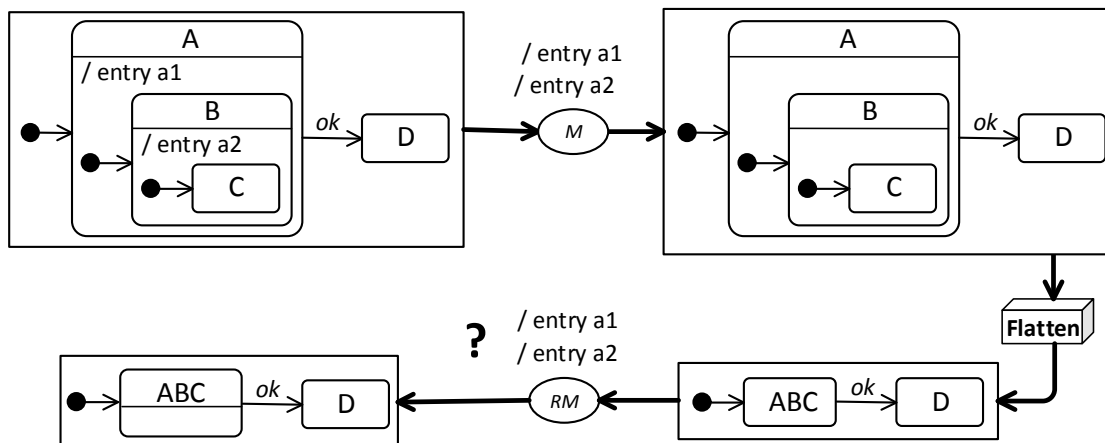 A
/ entry a1
B
/ entry a2
C
ok
D
/ entry a1
/ entry a2
M
A
B
C
ok
D
Flatten
?
/ entry a1
/ entry a2
RM
ABC
ok
D
ABC
ok
D